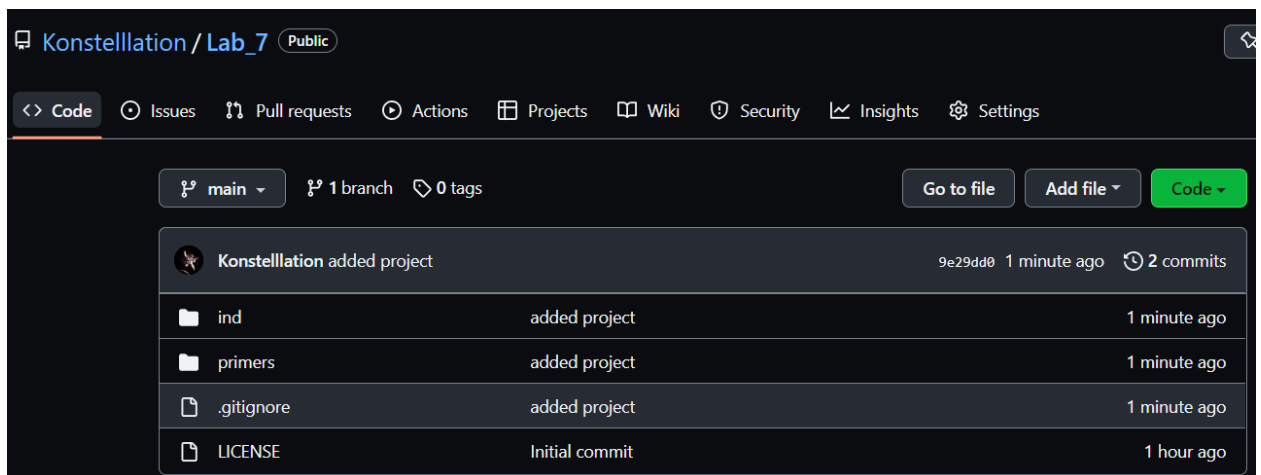 Konstelllation / Lab_7 Public
<> Code Issues Pull requests Actions Projects Wiki Security Insights Settings
main 1 branch 0 tags Go to file Add file Code
Konstelllation added project 9e29dd0 1 minute ago 2 commits
ind added project 1 minute ago
primers added project 1 minute ago
.gitignore added project 1 minute ago
LICENSE Initial commit 1 hour ago